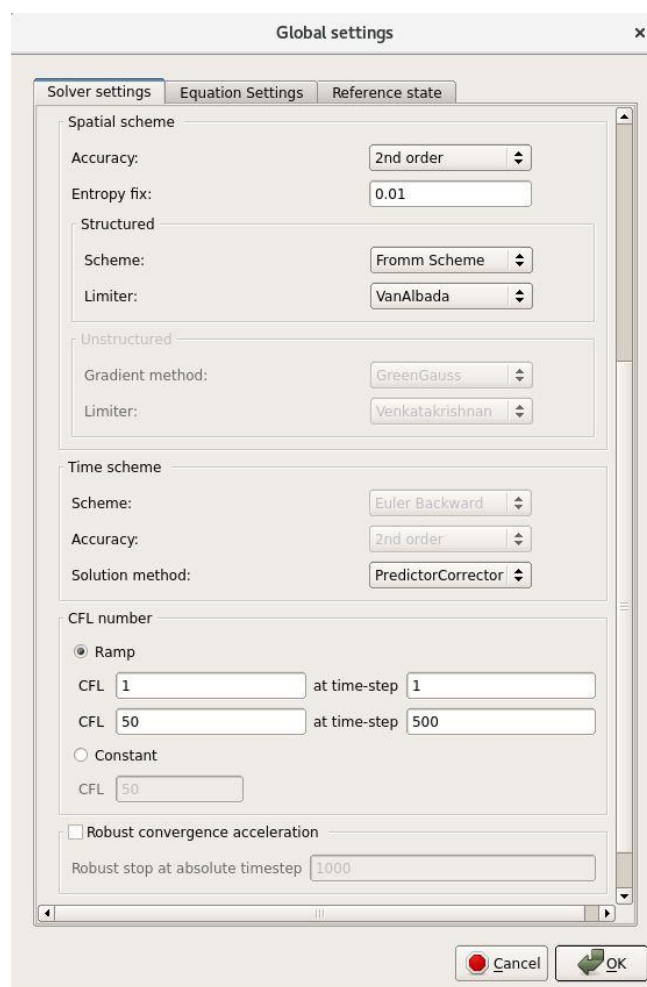 Global settings ×
Solver settings Equation Settings Reference state
Spatial scheme
Accuracy: 2nd order
Entropy fix: 0.01
Structured
Scheme: Fromm Scheme
Limiter: VanAlbada
Unstructured
Gradient method: GreenGauss
Limiter: Venkatakrishnan
Time scheme
Scheme: Euler Backward
Accuracy: 2nd order
Solution method: PredictorCorrector
CFL number
Ramp
CFL 1 at time-step 1
CFL 50 at time-step 500
Constant
CFL 50
Robust convergence acceleration
Robust stop at absolute timestep 1000
Cancel OK